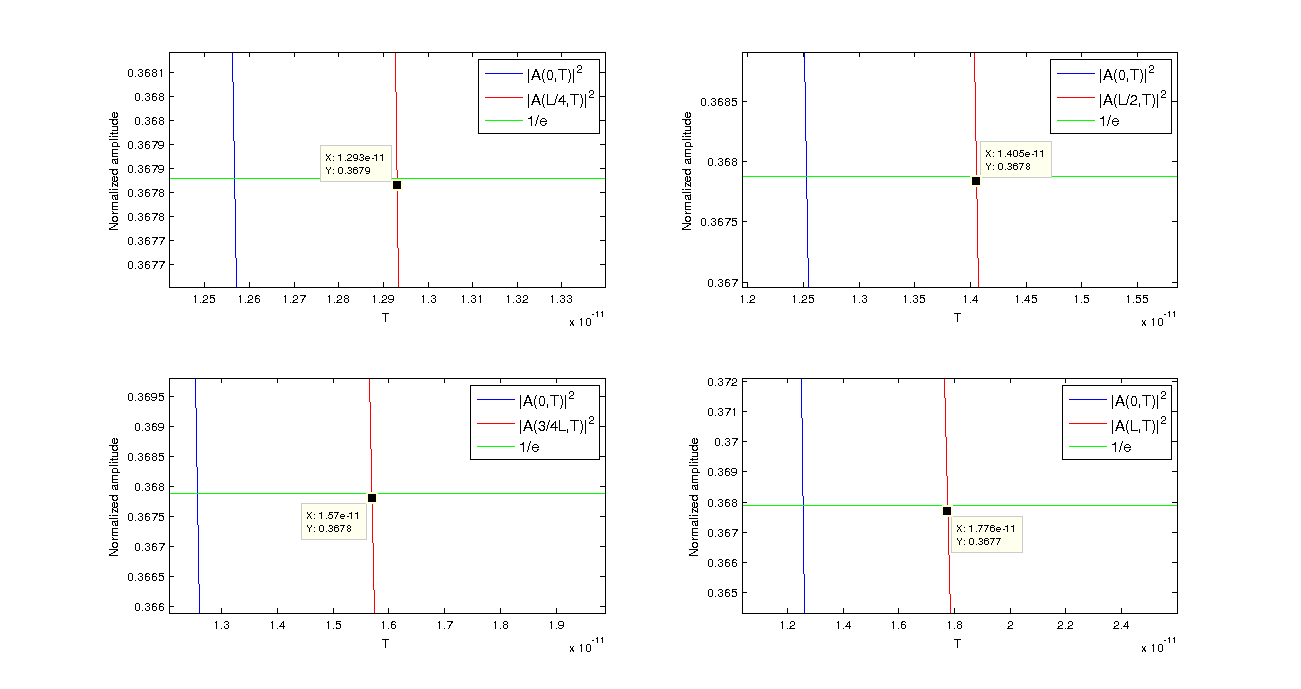 0.3681
0.368
0.368
0.3679
0.3679
0.3678
0.3678
0.3677
0.3677
Normalized amplitude
|A(0,T)|²
|A(L/4,T)|²
1/e
X: 1.293e-11
Y: 0.3679
1.25 1.26 1.27 1.28 1.29 1.3 1.31 1.32 1.33
T
x 10⁻¹¹
0.3685
0.368
0.3675
0.367
Normalized amplitude
|A(0,T)|²
|A(L/2,T)|²
1/e
X: 1.405e-11
Y: 0.3678
1.2 1.25 1.3 1.35 1.4 1.45 1.5 1.55
T
x 10⁻¹¹
0.3695
0.369
0.3685
0.368
0.3675
0.367
0.3665
0.366
Normalized amplitude
|A(0,T)|²
|A(3/4L,T)|²
1/e
X: 1.57e-11
Y: 0.3678
1.3 1.4 1.5 1.6 1.7 1.8 1.9
T
x 10⁻¹¹
0.372
0.371
0.37
0.369
0.368
0.367
0.366
0.365
Normalized amplitude
|A(0,T)|²
|A(L,T)|²
1/e
X: 1.776e-11
Y: 0.3677
1.2 1.4 1.6 1.8 2 2.2 2.4
T
x 10⁻¹¹